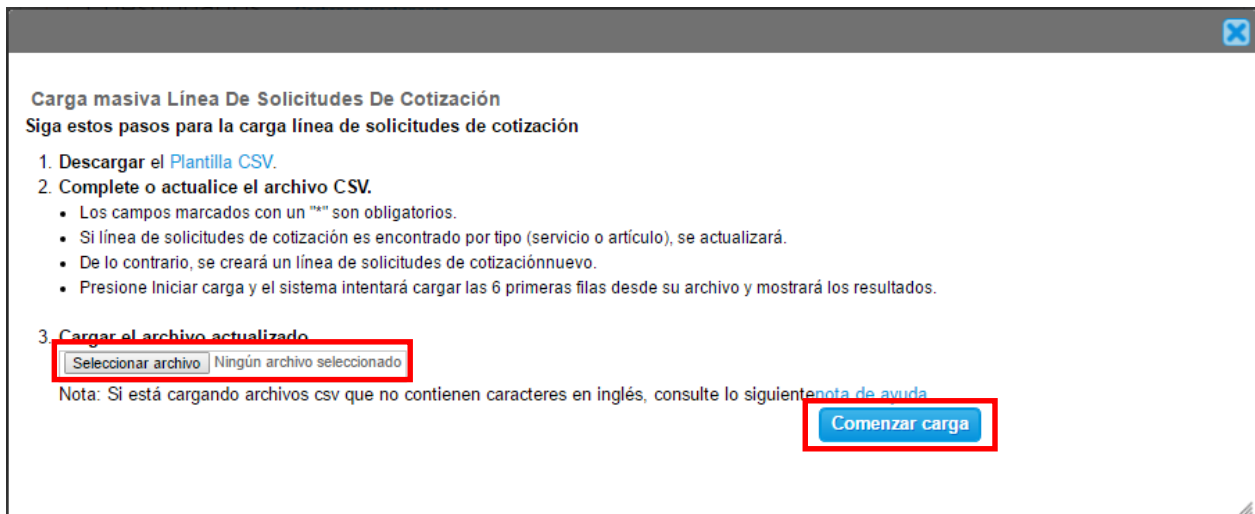 Carga masiva Línea De Solicitudes De Cotización
Siga estos pasos para la carga línea de solicitudes de cotización
1. Descargar el Plantilla CSV.
2. Complete o actualice el archivo CSV.
• Los campos marcados con un "*" son obligatorios.
• Si línea de solicitudes de cotización es encontrado por tipo (servicio o artículo), se actualizará.
• De lo contrario, se creará un línea de solicitudes de cotizaciónnuevo.
• Presione Iniciar carga y el sistema intentará cargar las 6 primeras filas desde su archivo y mostrará los resultados.
3. Cargar el archivo actualizado
Seleccionar archivo Ningún archivo seleccionado
Nota: Si está cargando archivos csv que no contienen caracteres en inglés, consulte lo siguientenota de ayuda
Comenzar carga